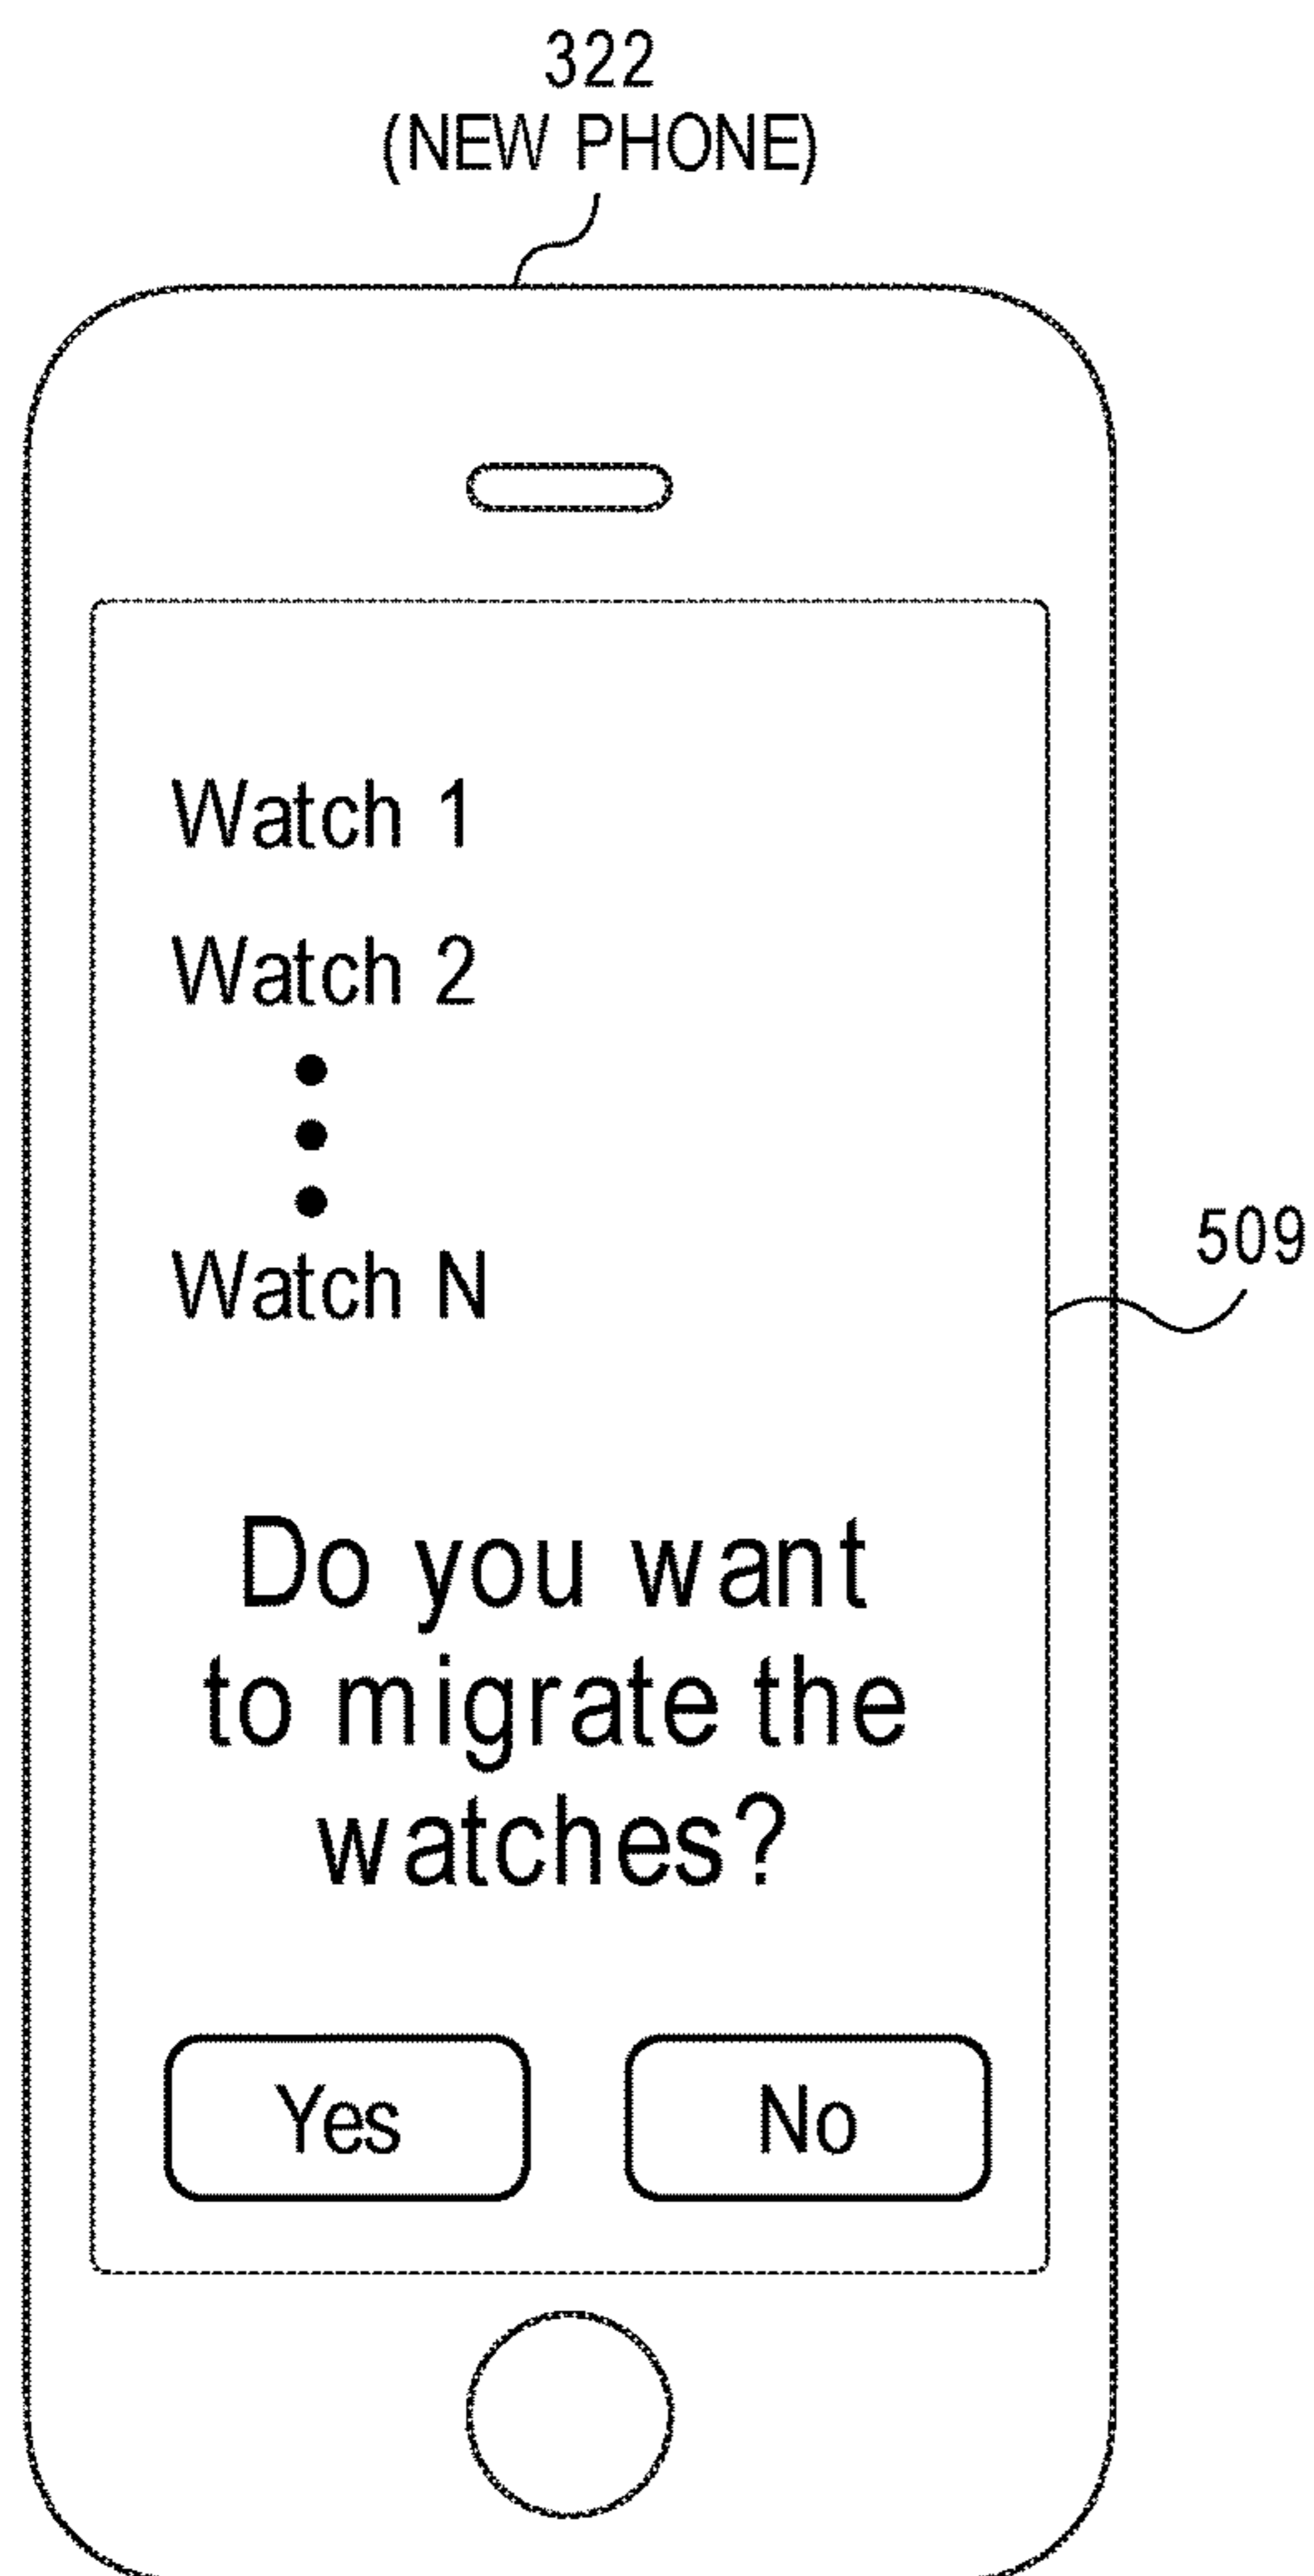 322
(NEW PHONE)
Watch 1
Watch 2
Watch N
509
Do you want
to migrate the
watches?
Yes No